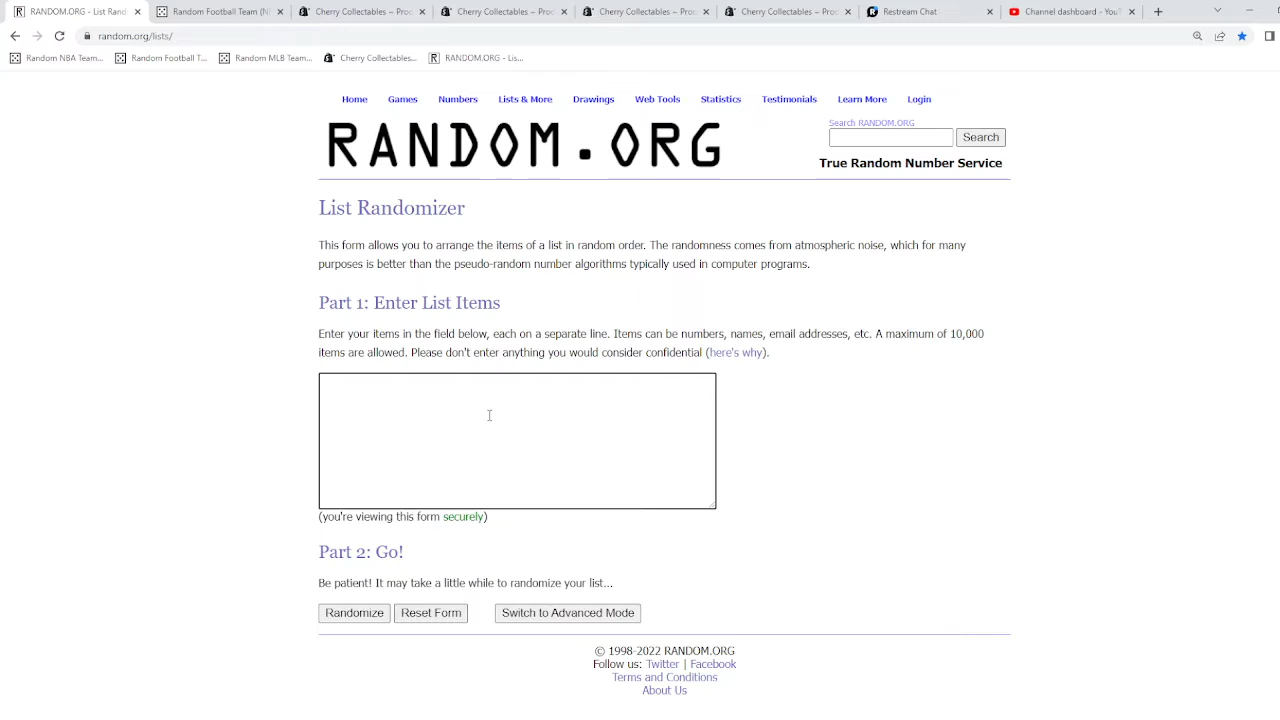 RANDOM.ORG - List Rand
Random Football Team (N
Cherry Collectables – Proc
Cherry Collectables – Proc
Cherry Collectables – Proc
Cherry Collectables – Proc
Restream Chat
Channel dashboard - YouT
random.org/lists/
Random NBA Team...
Random Football T...
Random MLB Team...
Cherry Collectables...
RANDOM.ORG - Lis...
Home Games Numbers Lists & More Drawings Web Tools Statistics Testimonials Learn More Login
RANDOM.ORG
Search RANDOM.ORG
Search
True Random Number Service
List Randomizer
This form allows you to arrange the items of a list in random order. The randomness comes from atmospheric noise, which for many
purposes is better than the pseudo-random number algorithms typically used in computer programs.
Part 1: Enter List Items
Enter your items in the field below, each on a separate line. Items can be numbers, names, email addresses, etc. A maximum of 10,000
items are allowed. Please don't enter anything you would consider confidential (here's why).
(you're viewing this form securely)
Part 2: Go!
Be patient! It may take a little while to randomize your list...
Randomize Reset Form Switch to Advanced Mode
© 1998-2022 RANDOM.ORG
Follow us: Twitter | Facebook
Terms and Conditions
About Us